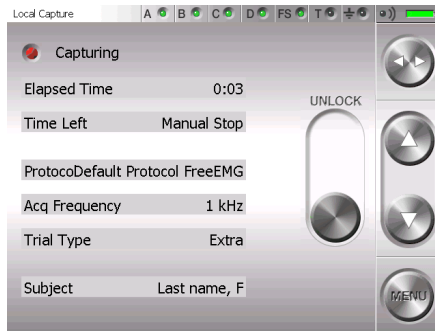 Local Capture A B C D FS T
Capturing
Elapsed Time 0:03
UNLOCK
Time Left Manual Stop
ProtocoDefault Protocol FreeEMG
Acq Frequency 1 kHz
Trial Type Extra
Subject Last name, F
MENU